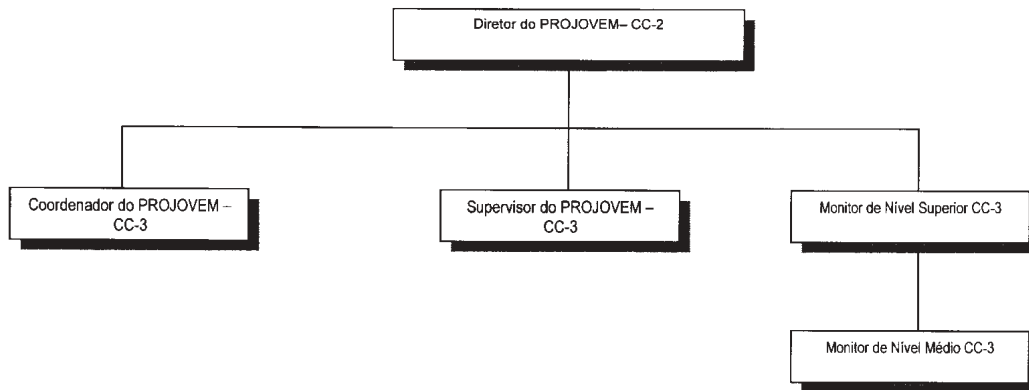 Diretor do PROJOVEM– CC-2
Coordenador do PROJOVEM –
CC-3
Supervisor do PROJOVEM –
CC-3
Monitor de Nível Superior CC-3
Monitor de Nível Médio CC-3